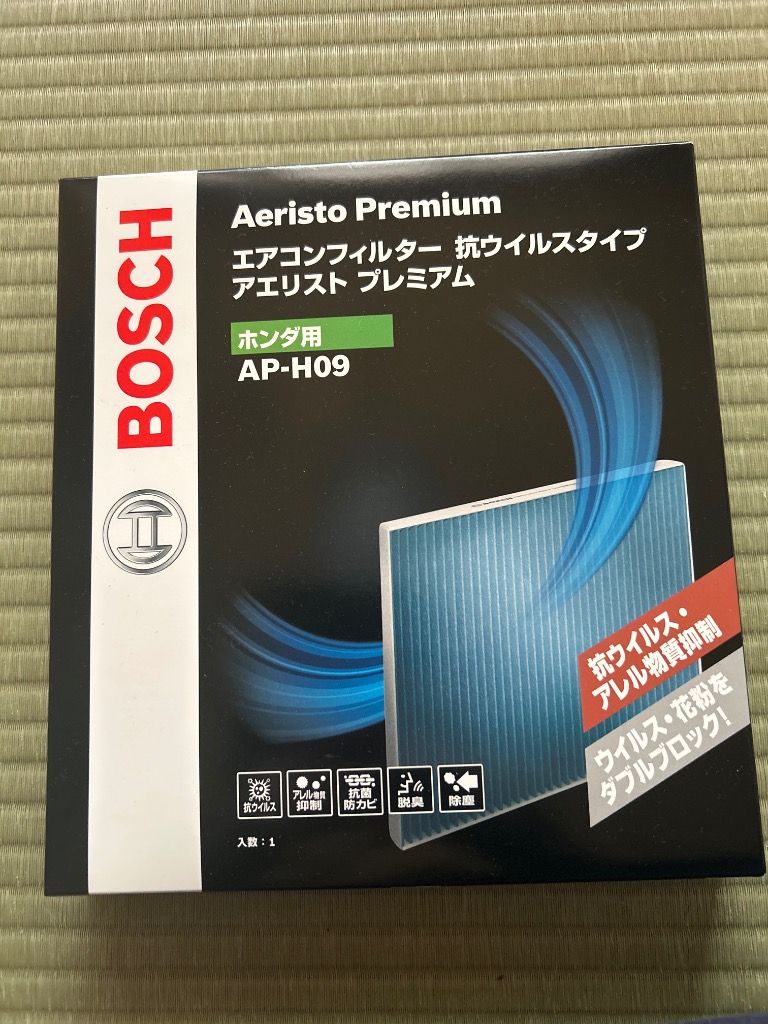 BOSCH
Aeristo Premium
エアコンフィルター 抗ウイルスタイプ
アエリスト プレミアム
ホンダ用
AP-H09
抗ウイルス・
アレル物質抑制
ウイルス・花粉を
ダブルブロック!
抗ウイルス
アレル物質
抑制
抗菌
防カビ
脱臭
除塵
入数:1